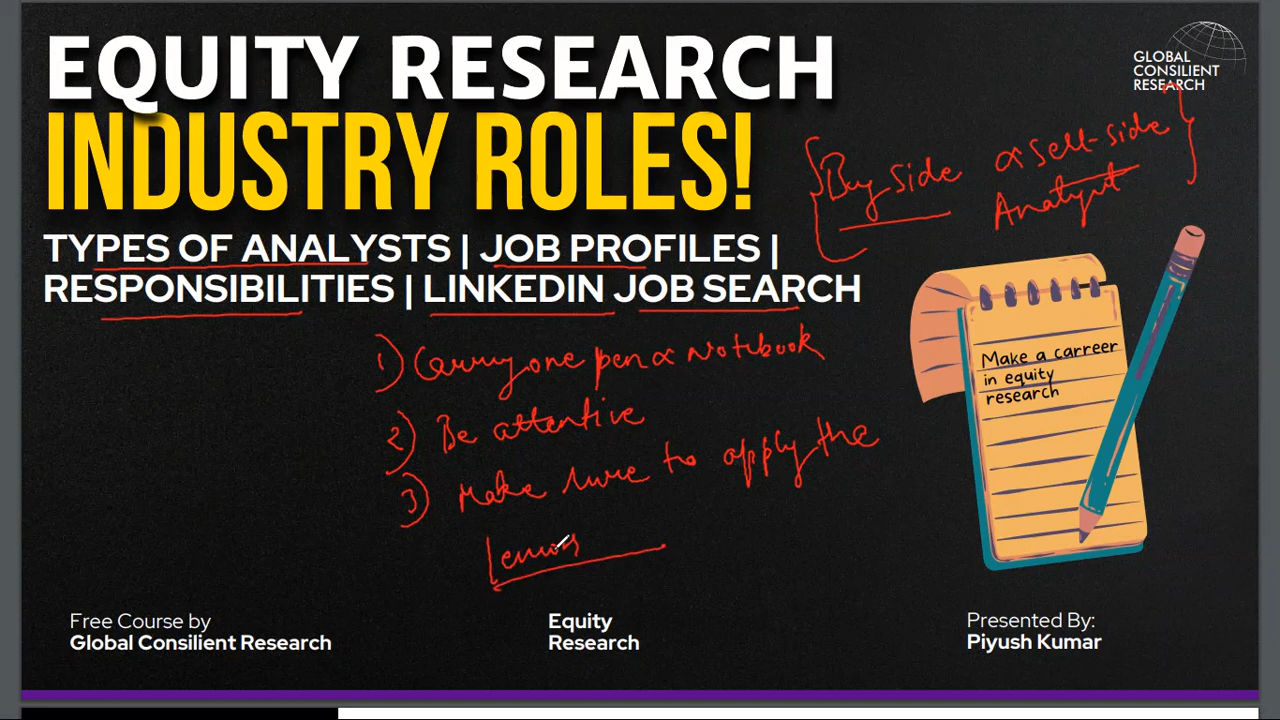 EQUITY RESEARCH
INDUSTRY ROLES!
TYPES OF ANALYSTS | JOB PROFILES |
RESPONSIBILITIES | LINKEDIN JOB SEARCH
GLOBAL
CONSILIENT
RESEARCH
Buy side & sell-side
Analyst
1) Carry one pen & Notebook
2) Be attentive
3) Make sure to apply the
Make a carreer
in equity
research
Free Course by
Global Consilient Research
Equity
Research
Presented By:
Piyush Kumar